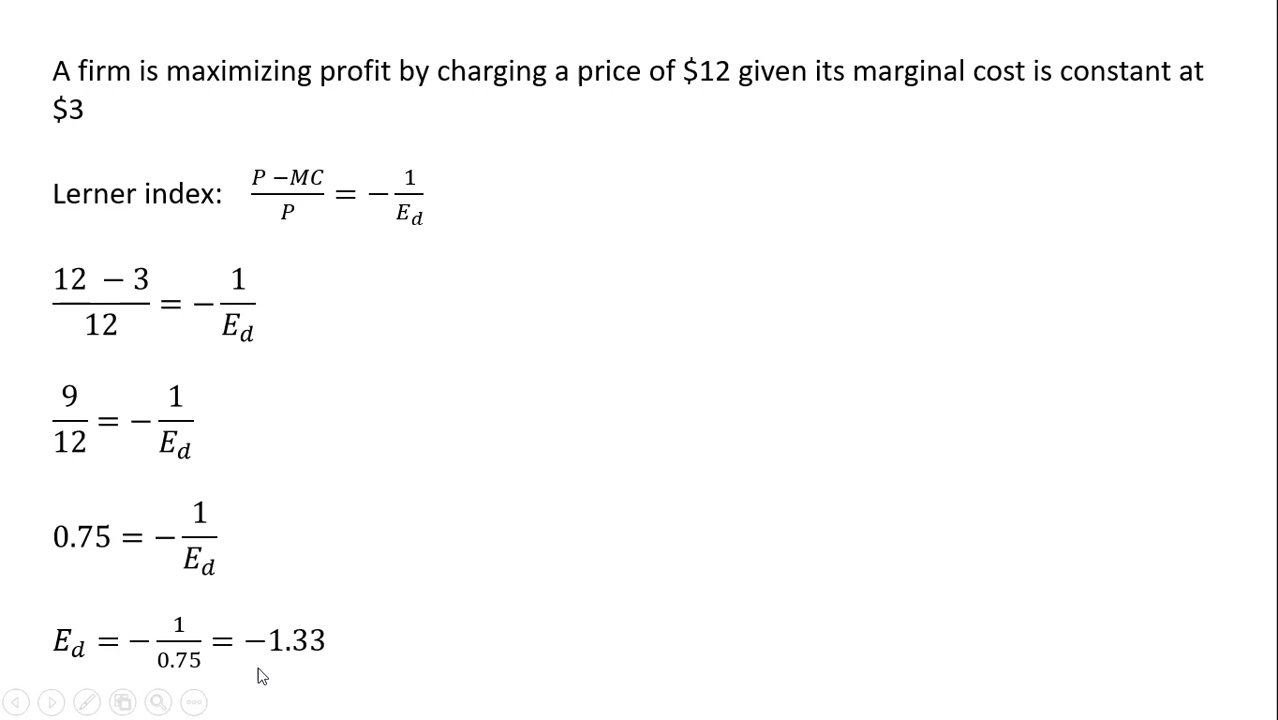 A firm is maximizing profit by charging a price of $12 given its marginal cost is constant at
$3
Lerner index: (P − MC)/P = − 1/E_d
(12 − 3)/12 = − 1/E_d
9/12 = − 1/E_d
0.75 = − 1/E_d
E_d = − 1/0.75 = −1.33